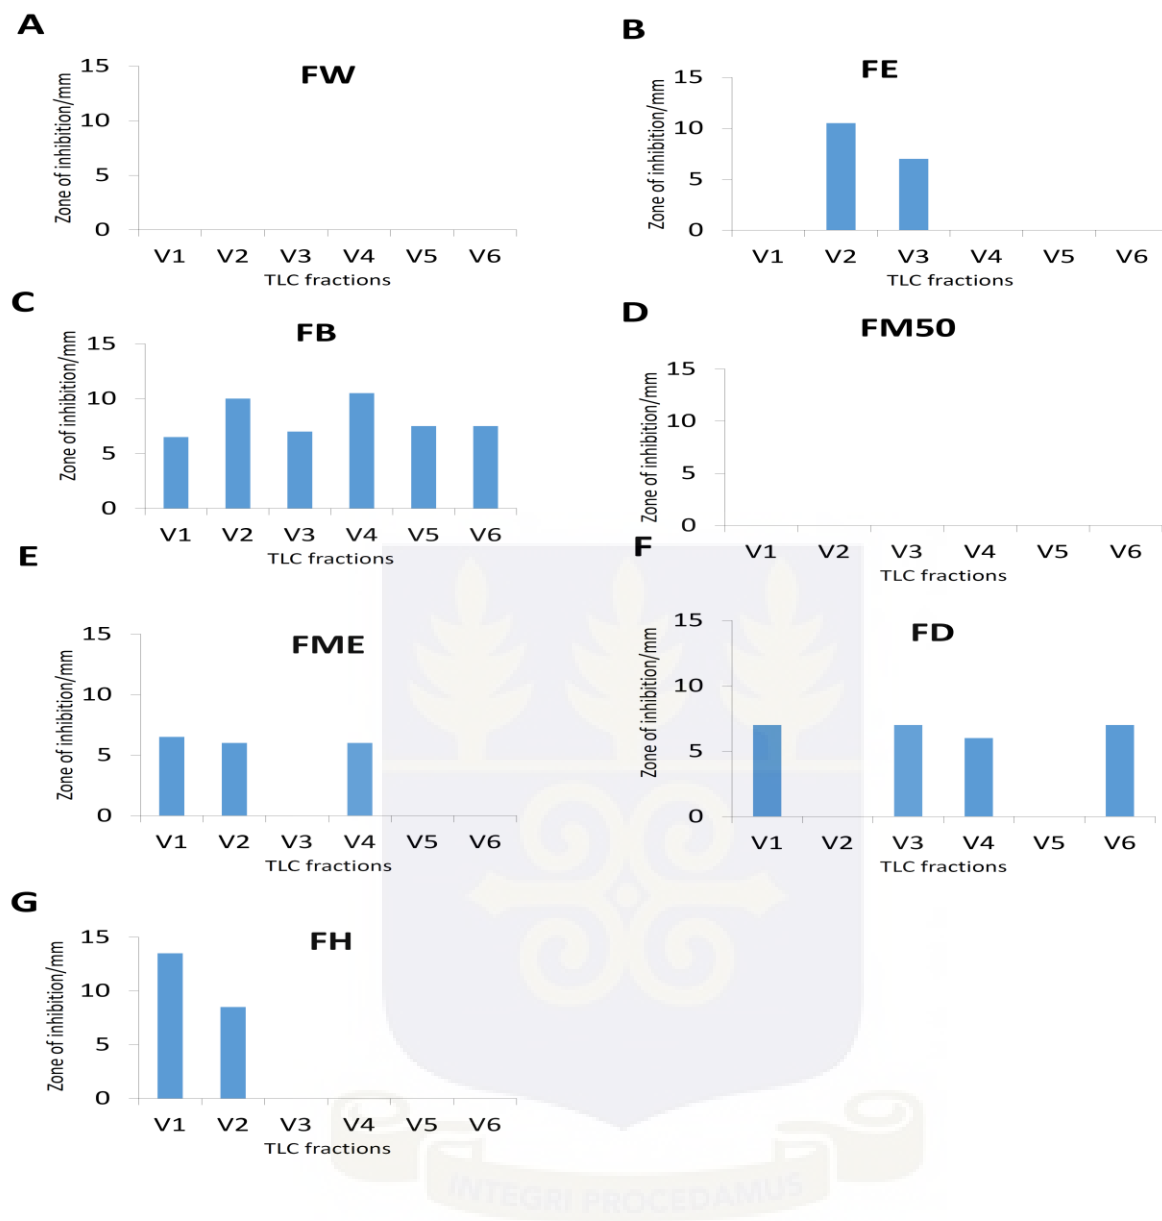 A
FW
Zone of inhibition/mm
15
10
5
0
V1 V2 V3 V4 V5 V6
TLC fractions
B
FE
Zone of inhibition/mm
15
10
5
0
V1 V2 V3 V4 V5 V6
TLC fractions
C
FB
Zone of inhibition/mm
15
10
5
0
V1 V2 V3 V4 V5 V6
TLC fractions
D
FM50
Zone of inhibition/mm
15
10
5
0
V1 V2 V3 V4 V5 V6
TLC fractions
E
FME
Zone of inhibition/mm
15
10
5
0
V1 V2 V3 V4 V5 V6
TLC fractions
F
FD
Zone of inhibition/mm
15
10
5
0
V1 V2 V3 V4 V5 V6
TLC fractions
G
FH
Zone of inhibition/mm
15
10
5
0
V1 V2 V3 V4 V5 V6
TLC fractions
INTEGRI PROCEDAMUS